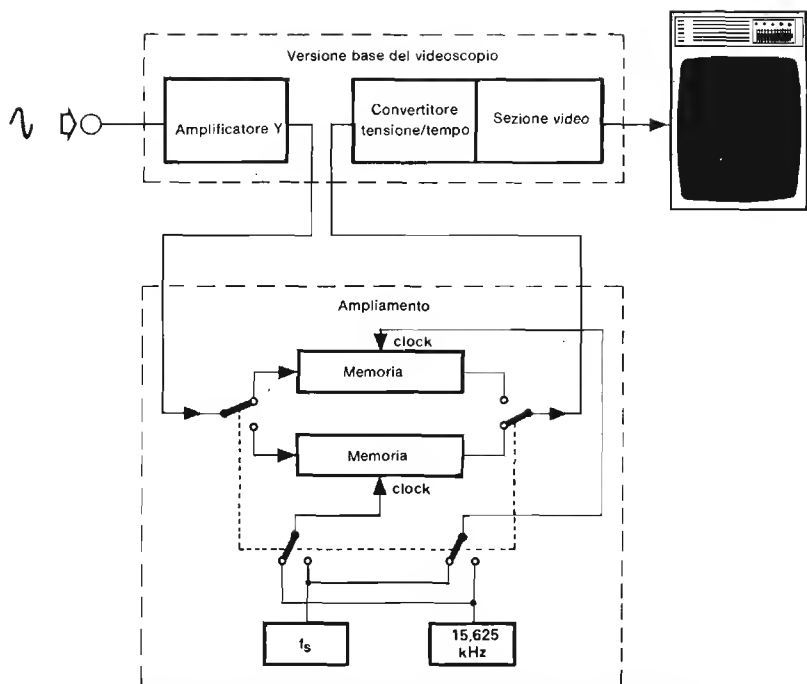 Versione base del videoscopio
Amplificatore Y
Convertitore
tensione/tempo
Sezione video
Ampliamento
clock
Memoria
Memoria
clock
fs
15,625
kHz